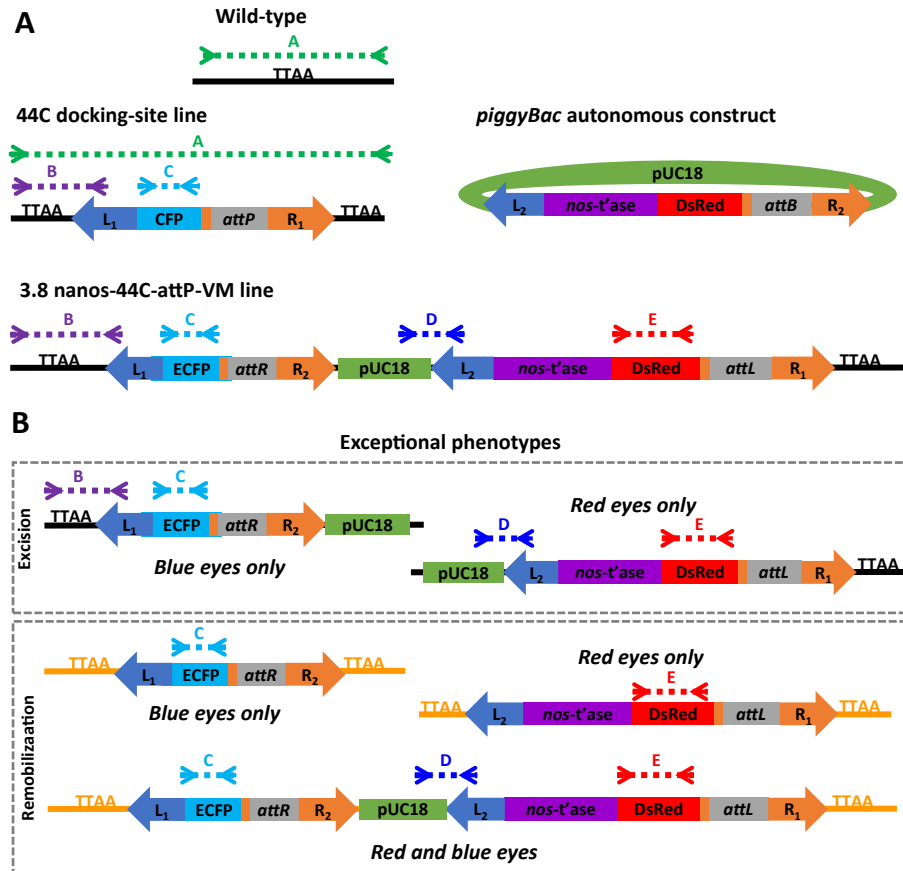 A
Wild-type
A
TTAA
44C docking-site line
piggyBac autonomous construct
A
B
C
TTAA
L1
CFP
attP
R1
TTAA
pUC18
L2
nos-t'ase
DsRed
attB
R2
3.8 nanos-44C-attP-VM line
B
C
D
E
TTAA
L1
ECFP
attR
R2
pUC18
L2
nos-t'ase
DsRed
attL
R1
TTAA
B
Exceptional phenotypes
Excision
B
C
TTAA
L1
ECFP
attR
R2
pUC18
Blue eyes only
Red eyes only
D
E
pUC18
L2
nos-t'ase
DsRed
attL
R1
TTAA
Remobilizaation
C
TTAA
L1
ECFP
attR
R2
TTAA
Blue eyes only
Red eyes only
E
TTAA
L2
nos-t'ase
DsRed
attL
R1
TTAA
C
D
E
TTAA
L1
ECFP
attR
R2
pUC18
L2
nos-t'ase
DsRed
attL
R1
TTAA
Red and blue eyes